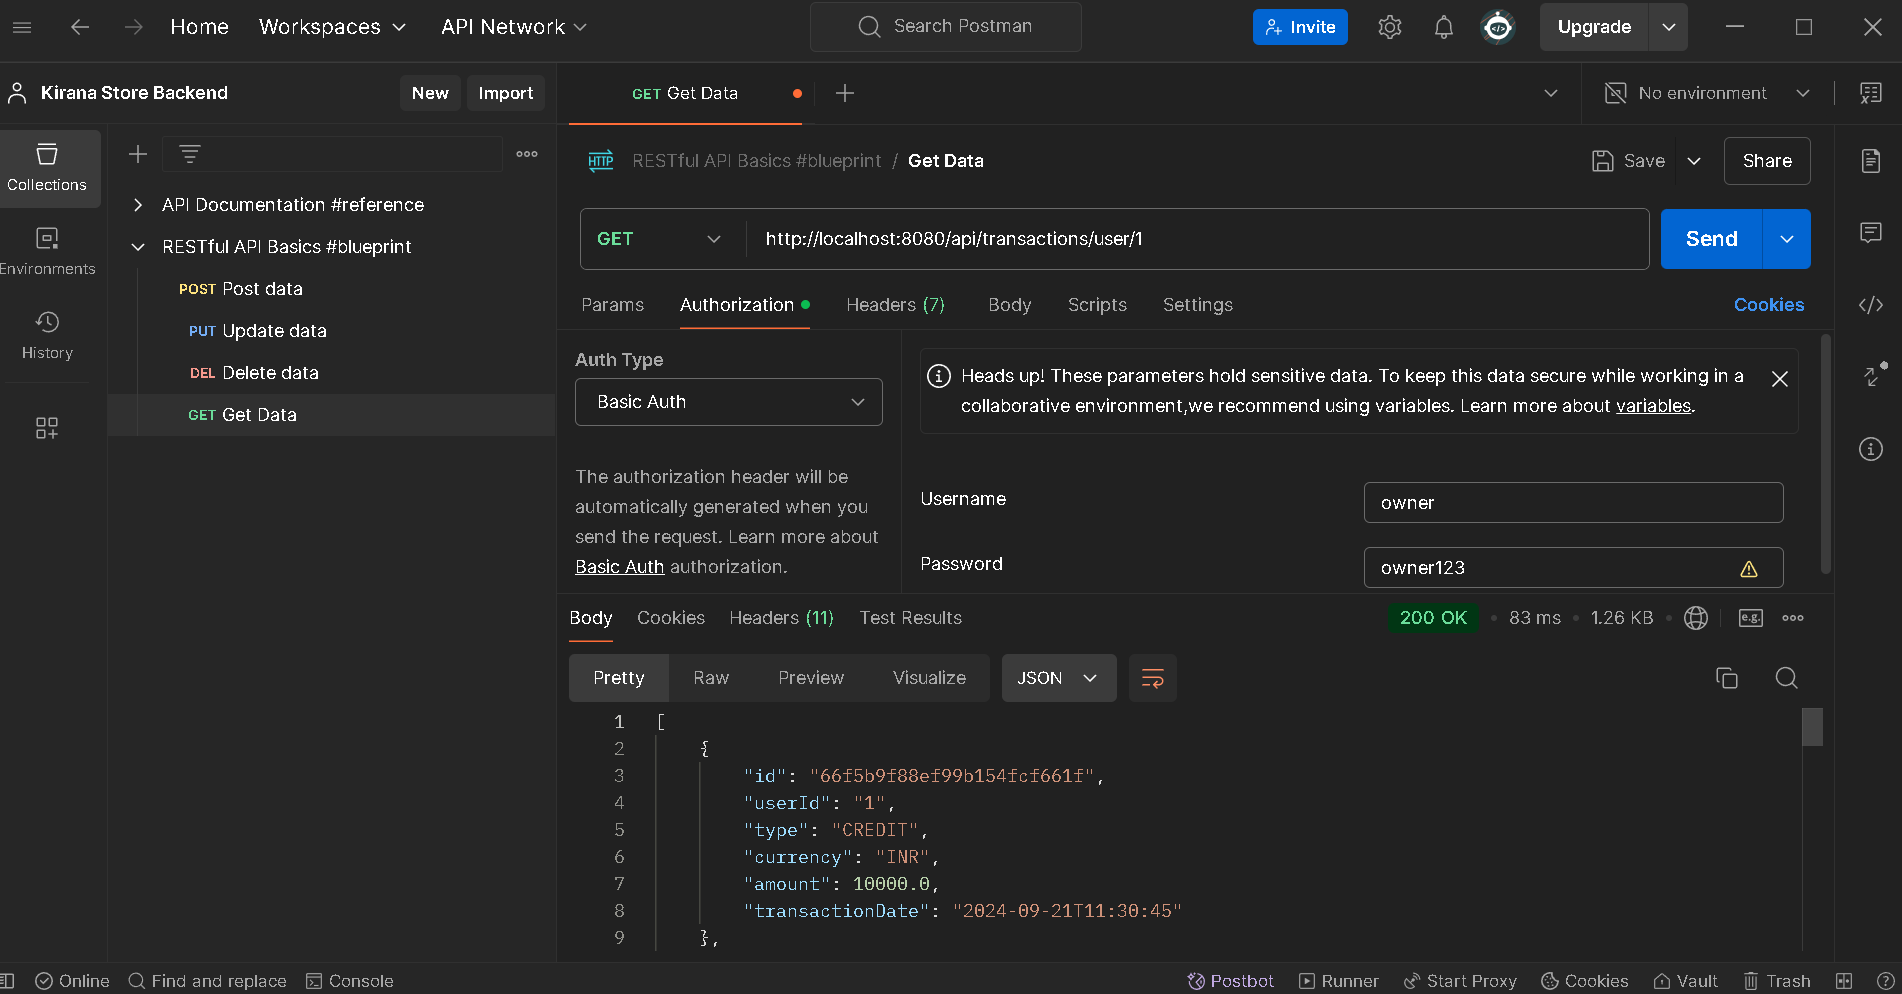 Home Workspaces API Network Search Postman Invite Upgrade
Kirana Store Backend New Import
GET Get Data No environment
Collections
Environments
History
API Documentation #reference
RESTful API Basics #blueprint
POST Post data
PUT Update data
DEL Delete data
GET Get Data
HTTP RESTful API Basics #blueprint / Get Data Save Share
GET http://localhost:8080/api/transactions/user/1 Send
Params Authorization Headers (7) Body Scripts Settings Cookies
Auth Type
Basic Auth
The authorization header will be
automatically generated when you
send the request. Learn more about
Basic Auth authorization.
Heads up! These parameters hold sensitive data. To keep this data secure while working in a
collaborative environment,we recommend using variables. Learn more about variables.
Username owner
Password owner123
Body Cookies Headers (11) Test Results 200 OK • 83 ms • 1.26 KB • e.g.
Pretty Raw Preview Visualize JSON
1 [
2 {
3 "id": "66f5b9f88ef99b154fcf661f",
4 "userId": "1",
5 "type": "CREDIT",
6 "currency": "INR",
7 "amount": 10000.0,
8 "transactionDate": "2024-09-21T11:30:45"
9 },
Online Find and replace Console Postbot Runner Start Proxy Cookies Vault Trash